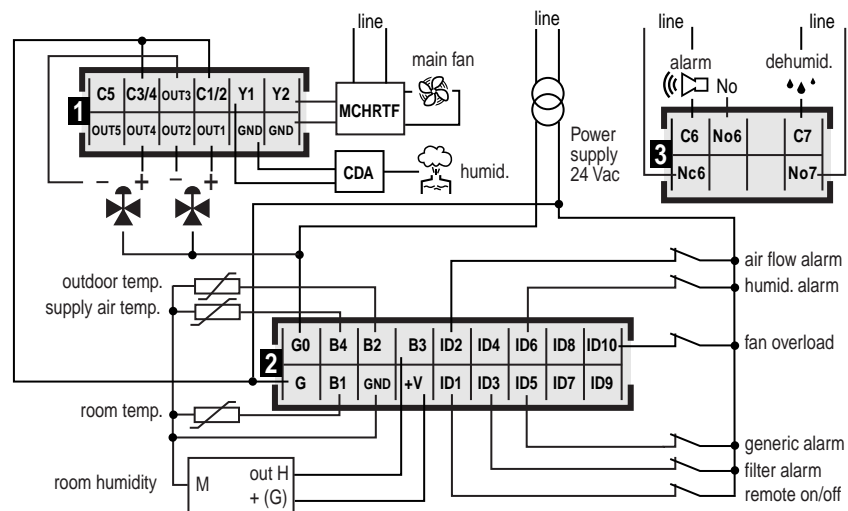 line
line
line
line
alarm
No
dehumid.
main fan
C5 C3/4 OUT3 C1/2 Y1 Y2
1
OUT5 OUT4 OUT2 OUT1 GND GND
MCHRTF
CDA
humid.
Power
supply
24 Vac
C6 No6 C7
3
Nc6 No7
– + – +
outdoor temp.
supply air temp.
air flow alarm
humid. alarm
G0 B4 B2 B3 ID2 ID4 ID6 ID8 ID10
fan overload
2
G B1 GND +V ID1 ID3 ID5 ID7 ID9
room temp.
generic alarm
filter alarm
remote on/off
room humidity
M
out H
+ (G)